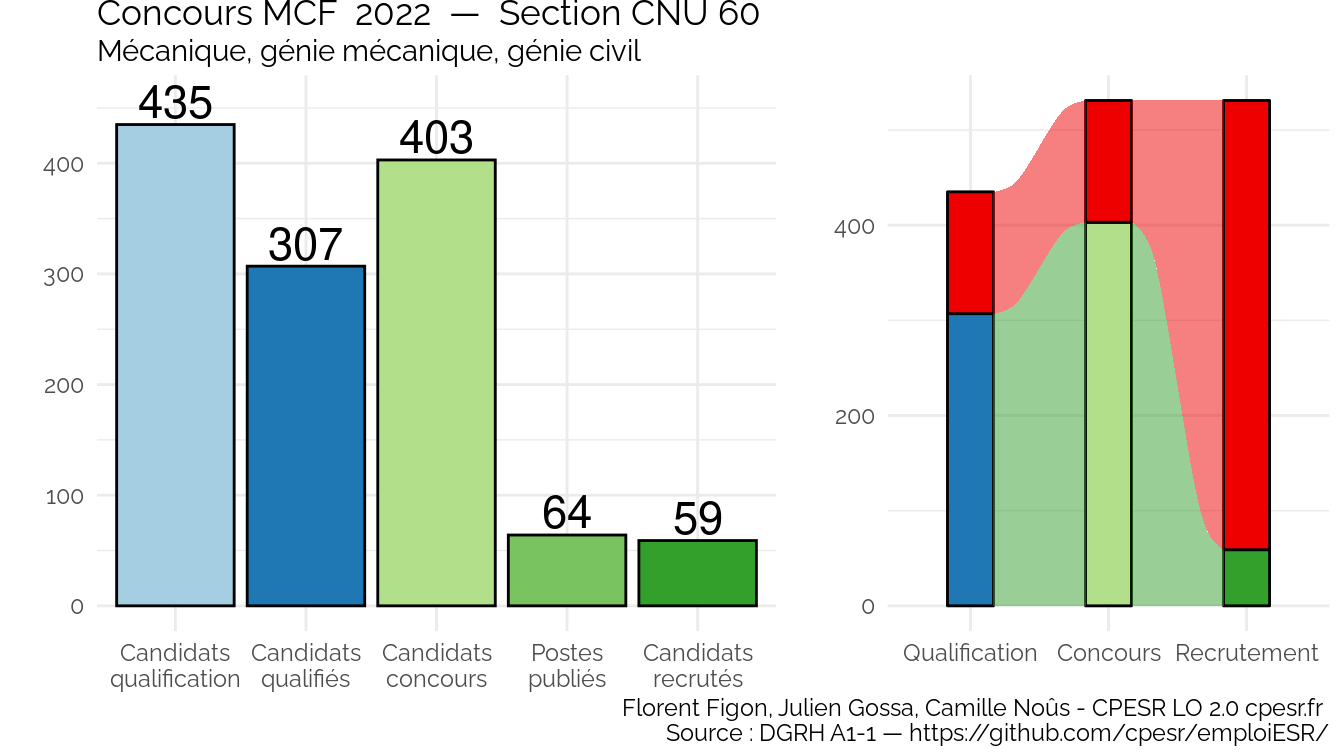 Concours MCF 2022 — Section CNU 60
Mécanique, génie mécanique, génie civil
435
307
403
64
59
400
300
200
100
0
Candidats qualification
Candidats qualifiés
Candidats concours
Postes publiés
Candidats recrutés
400
200
0
Qualification
Concours
Recrutement
Florent Figon, Julien Gossa, Camille Noûs - CPESR LO 2.0 cpesr.fr
Source : DGRH A1-1 — https://github.com/cpesr/emploiESR/